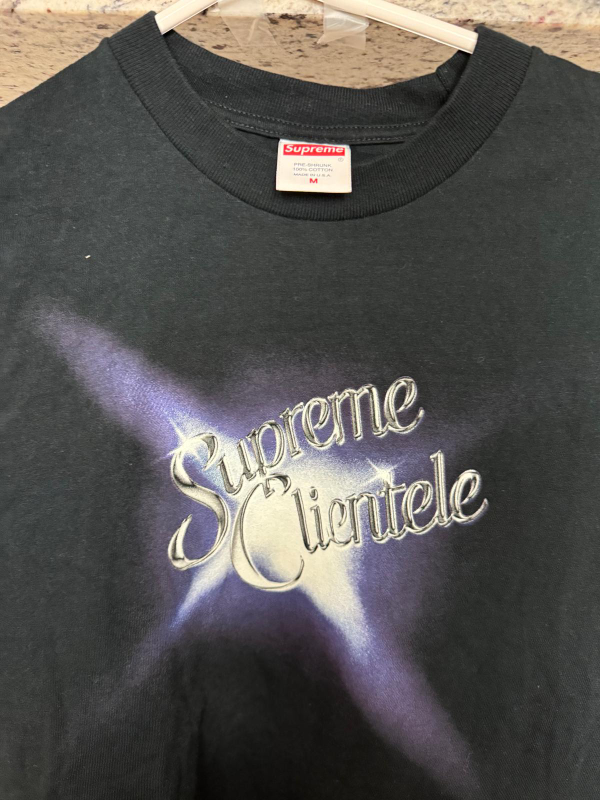 Supreme
®
PRE-SHRUNK
100% COTTON
MADE IN U.S.A.
M
Supreme
Clientele